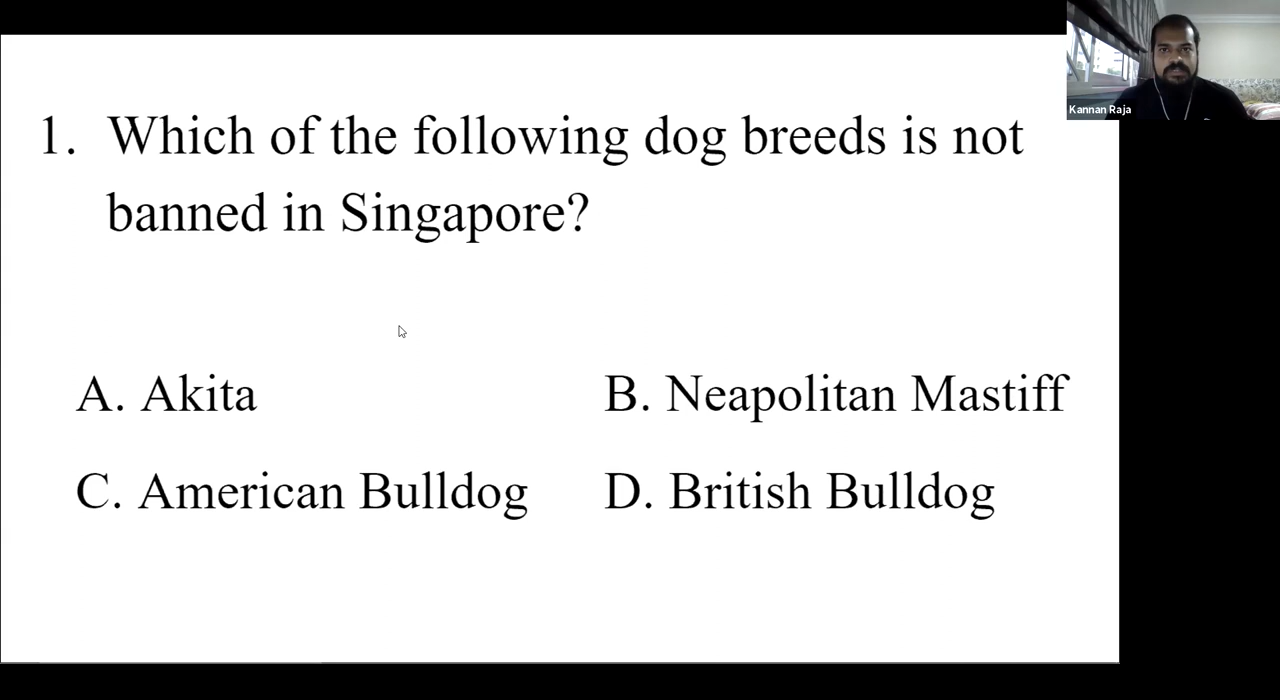 Kannan Raja
1. Which of the following dog breeds is not
banned in Singapore?
A. Akita
B. Neapolitan Mastiff
C. American Bulldog
D. British Bulldog